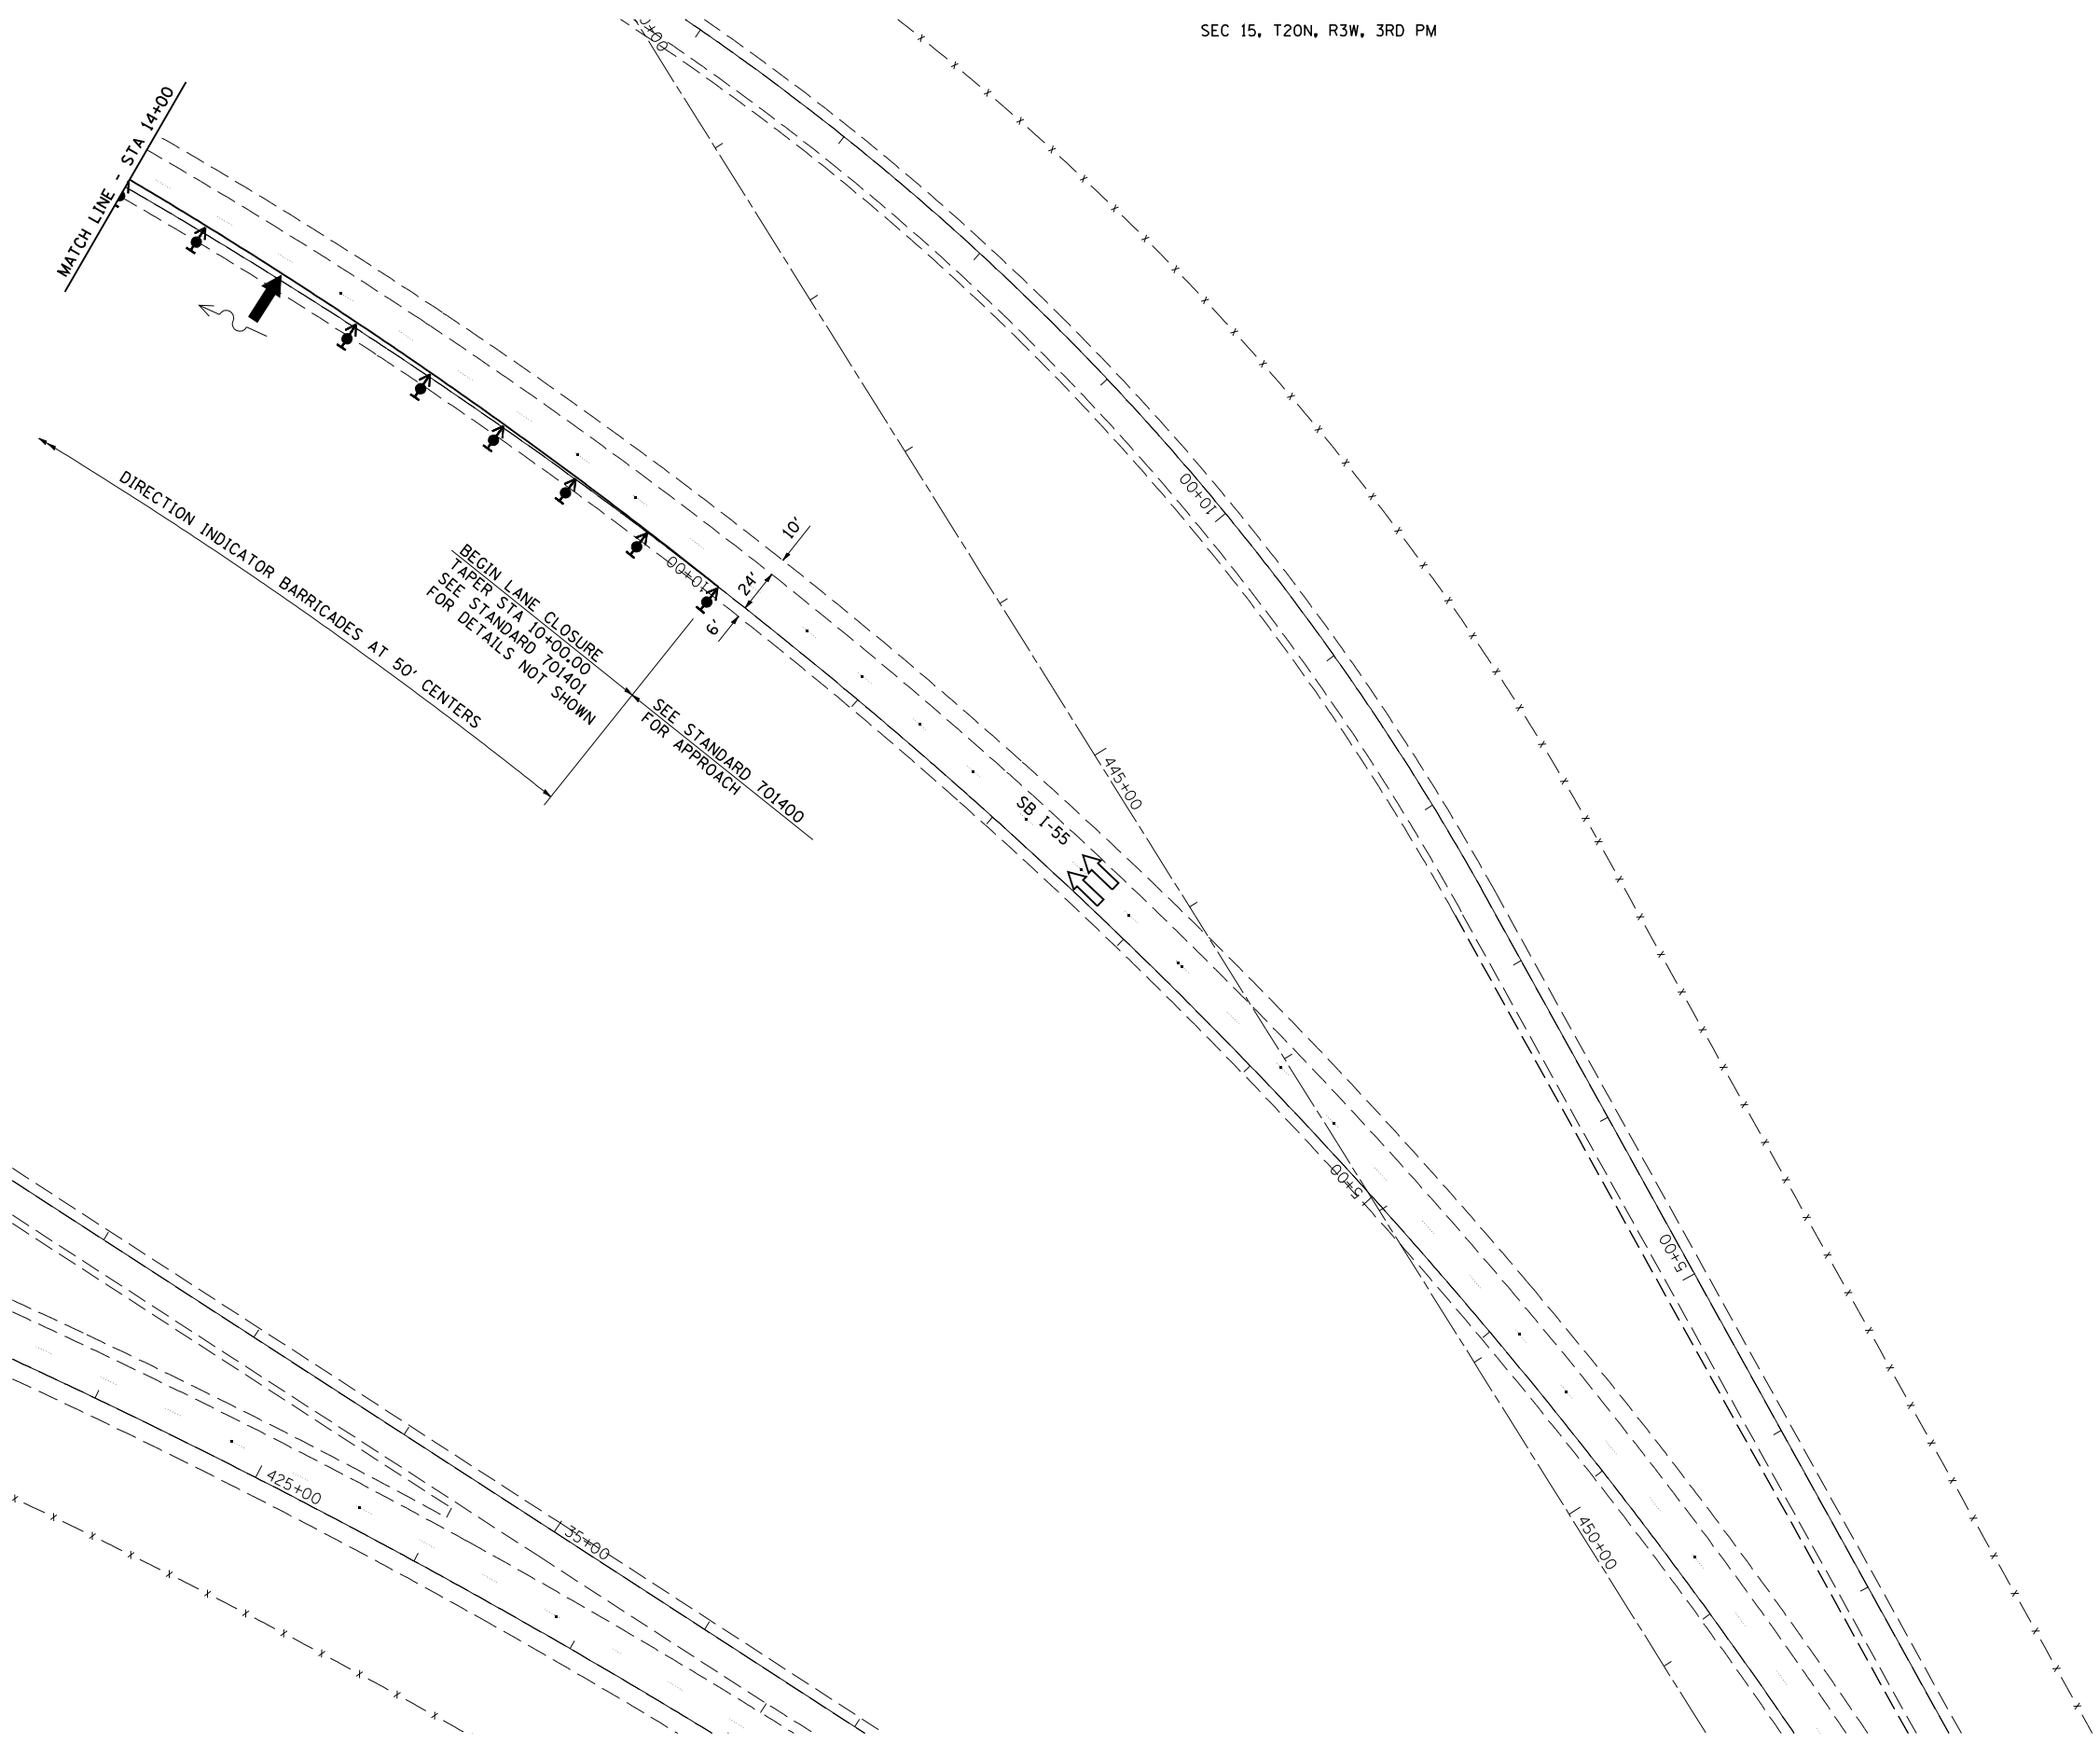 SEC 15, T20N, R3W, 3RD PM
MATCH LINE - STA 14+00
10+00
DIRECTION INDICATOR BARRICADES AT 50' CENTERS
BEGIN LANE CLOSURE
TAPER STA 10+00.00
SEE STANDARD 701401
FOR DETAILS NOT SHOWN
10+00
10'
24'
6'
SEE STANDARD 701400
FOR APPROACH
445+00
SB I-55
5+00
5+00
425+00
35+00
450+00